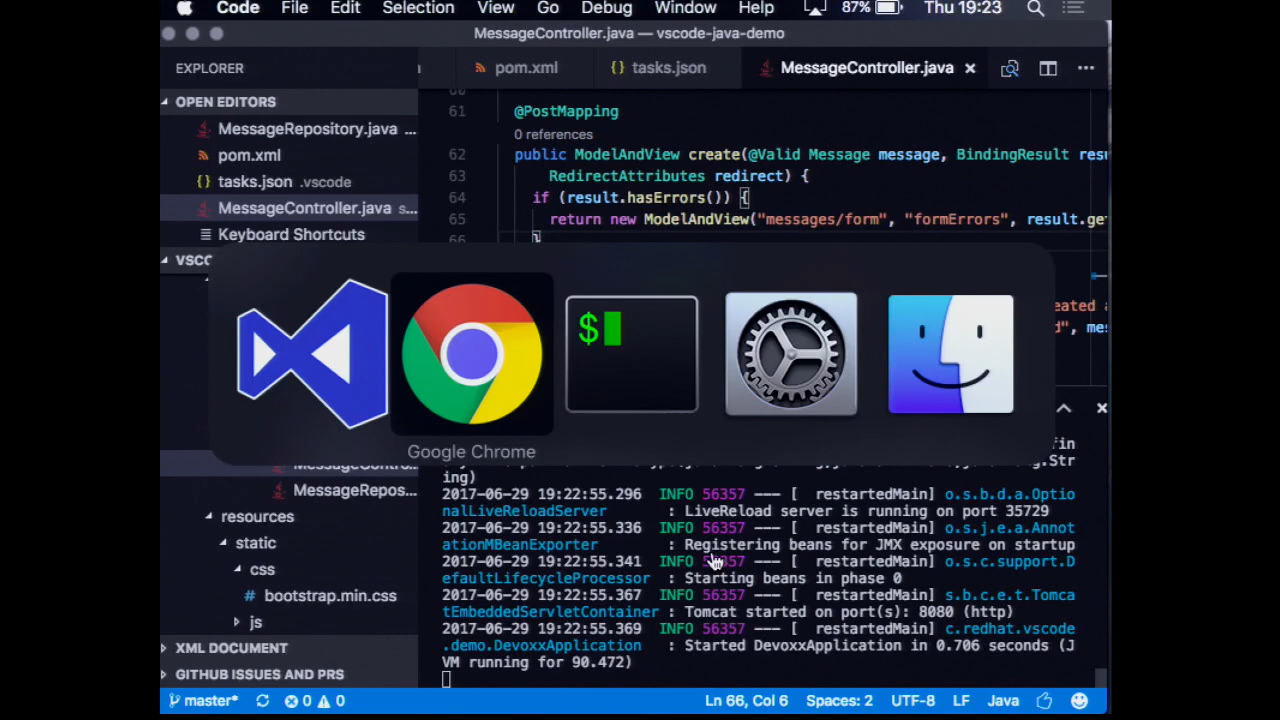 Code File Edit Selection View Go Debug Window Help 87% Thu 19:23
MessageController.java — vscode-java-demo
EXPLORER
pom.xml
{} tasks.json
MessageController.java ×
OPEN EDITORS
MessageRepository.java ...
pom.xml
{} tasks.json .vscode
MessageController.java s...
Keyboard Shortcuts
VSC
60
61 @PostMapping
0 references
62 public ModelAndView create(@Valid Message message, BindingResult resu
63 RedirectAttributes redirect) {
64 if (result.hasErrors()) {
65 return new ModelAndView("messages/form", "formErrors", result.get
66 }
$
Google Chrome
MessageContro...
MessageRepos...
resources
static
css
# bootstrap.min.css
js
XML DOCUMENT
GITHUB ISSUES AND PRS
ing)
2017-06-29 19:22:55.296 INFO 56357 --- [ restartedMain] o.s.b.d.a.Optio
nalLiveReloadServer : LiveReload server is running on port 35729
2017-06-29 19:22:55.336 INFO 56357 --- [ restartedMain] o.s.j.e.a.Annot
ationMBeanExporter : Registering beans for JMX exposure on startup
2017-06-29 19:22:55.341 INFO 56357 --- [ restartedMain] o.s.c.support.D
efaultLifecycleProcessor : Starting beans in phase 0
2017-06-29 19:22:55.367 INFO 56357 --- [ restartedMain] s.b.c.e.t.Tomca
tEmbeddedServletContainer : Tomcat started on port(s): 8080 (http)
2017-06-29 19:22:55.369 INFO 56357 --- [ restartedMain] c.redhat.vscode
.demo.DevoxxApplication : Started DevoxxApplication in 0.706 seconds (J
VM running for 90.472)
master* 0 0 Ln 66, Col 6 Spaces: 2 UTF-8 LF Java